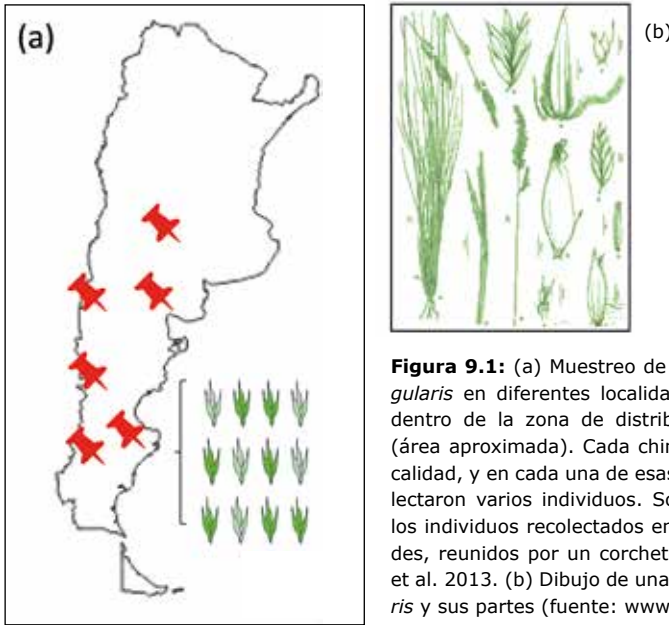 (a)
(b)
Figura 9.1: (a) Muestreo de
gularis en diferentes localida
dentro de la zona de distrib
(área aproximada). Cada chin
calidad, y en cada una de esas
lectaron varios individuos. So
los individuos recolectados en
des, reunidos por un corchet
et al. 2013. (b) Dibujo de una
ris y sus partes (fuente: www